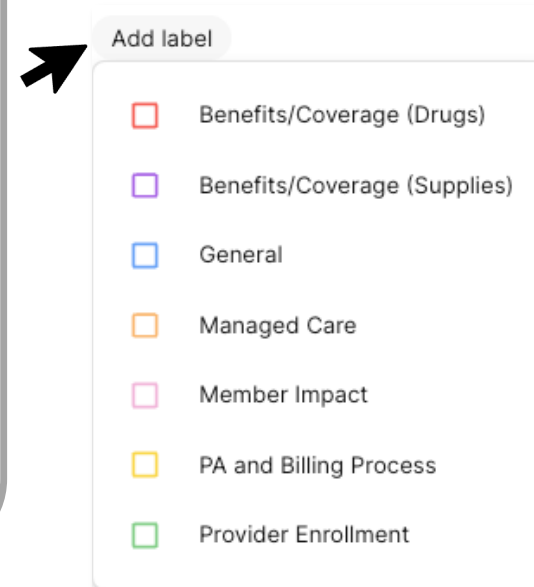 Add label
Benefits/Coverage (Drugs)
Benefits/Coverage (Supplies)
General
Managed Care
Member Impact
PA and Billing Process
Provider Enrollment